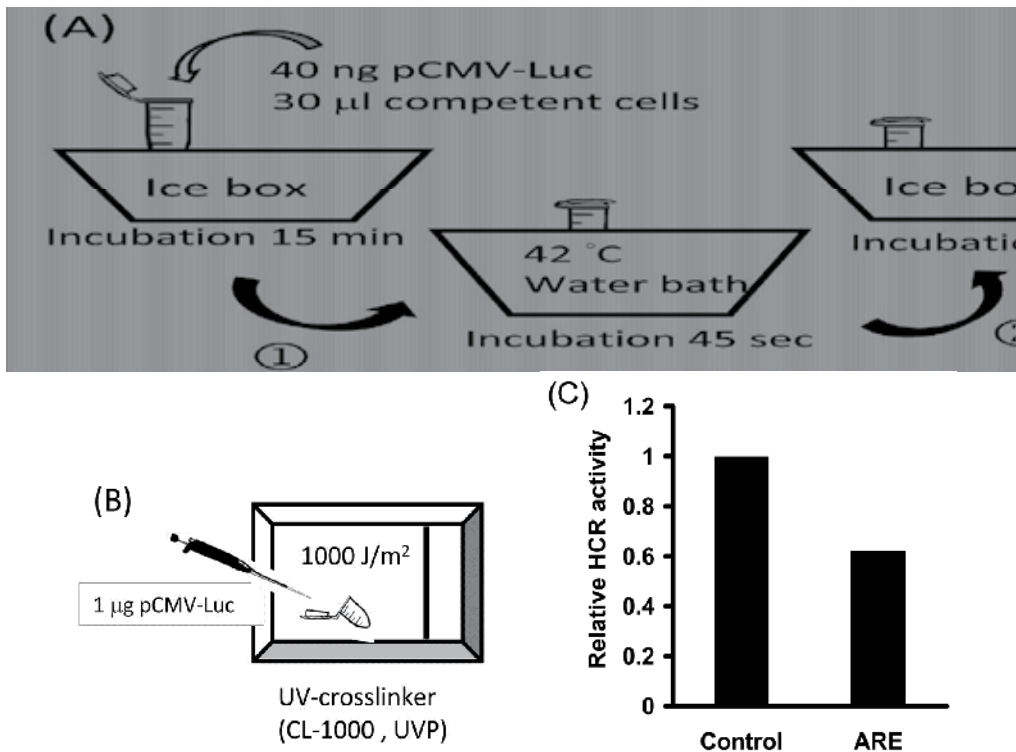 (A)
40 ng pCMV-Luc
30 μl competent cells
Ice box
Incubation 15 min
①
42 °C
Water bath
Incubation 45 sec
Ice
(B)
1000 J/m²
1 μg pCMV-Luc
UV-crosslinker
(CL-1000 , UVP)
(C)
Relative HCR activity
1.2
1
0.8
0.6
0.4
0.2
0
Control ARE